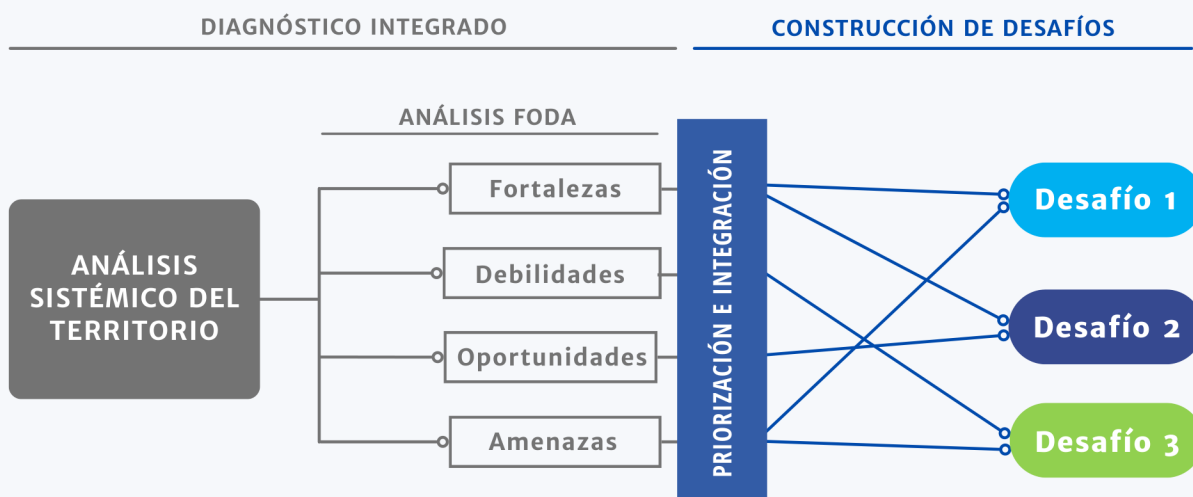 DIAGNÓSTICO INTEGRADO
CONSTRUCCIÓN DE DESAFÍOS
ANÁLISIS FODA
ANÁLISIS
SISTÉMICO DEL
TERRITORIO
Fortalezas
Debilidades
Oportunidades
Amenazas
PRIORIZACIÓN E INTEGRACIÓN
Desafío 1
Desafío 2
Desafío 3